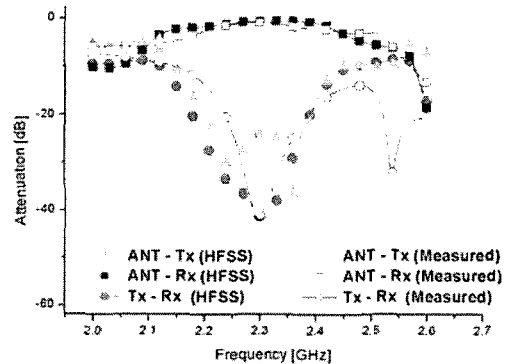 0
-20
-40
-60
Attenuation [dB]
ANT - Tx (HFSS)
ANT - Rx (HFSS)
Tx - Rx (HFSS)
ANT - Tx (Measured)
ANT - Rx (Measured)
Tx - Rx (Measured)
2.0 2.1 2.2 2.3 2.4 2.5 2.6 2.7
Frequency [GHz]